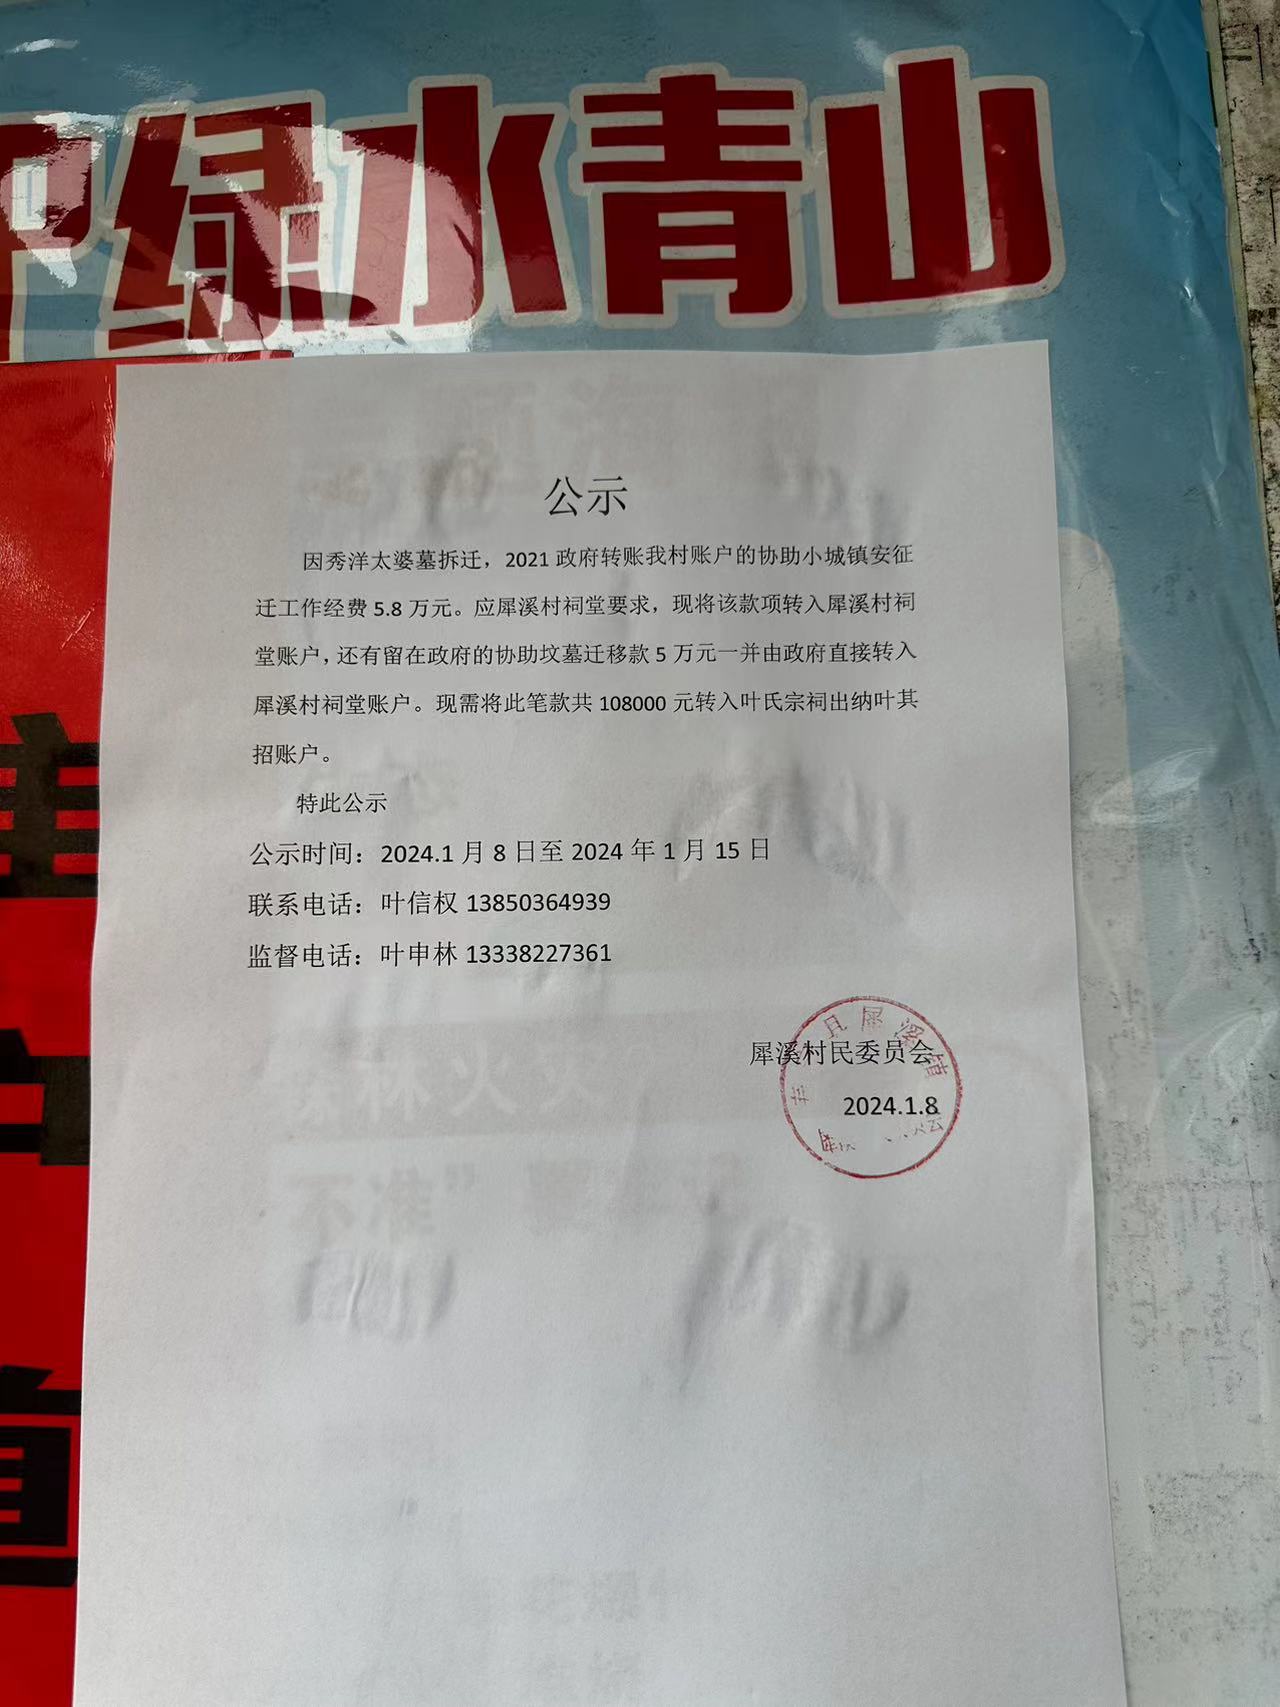 绿水青山
公示
因秀洋太婆墓拆迁，2021 政府转账我村账户的协助小城镇安征
迁工作经费 5.8 万元。应犀溪村祠堂要求，现将该款项转入犀溪村祠
堂账户，还有留在政府的协助坟墓迁移款 5 万元一并由政府直接转入
犀溪村祠堂账户。现需将此笔款共 108000 元转入叶氏宗祠出纳叶其
招账户。
特此公示
公示时间：2024.1 月 8 日至 2024 年 1 月 15 日
联系电话：叶信权 13850364939
监督电话：叶申林 13338227361
犀溪村民委员会
2024.1.8
县犀溪镇